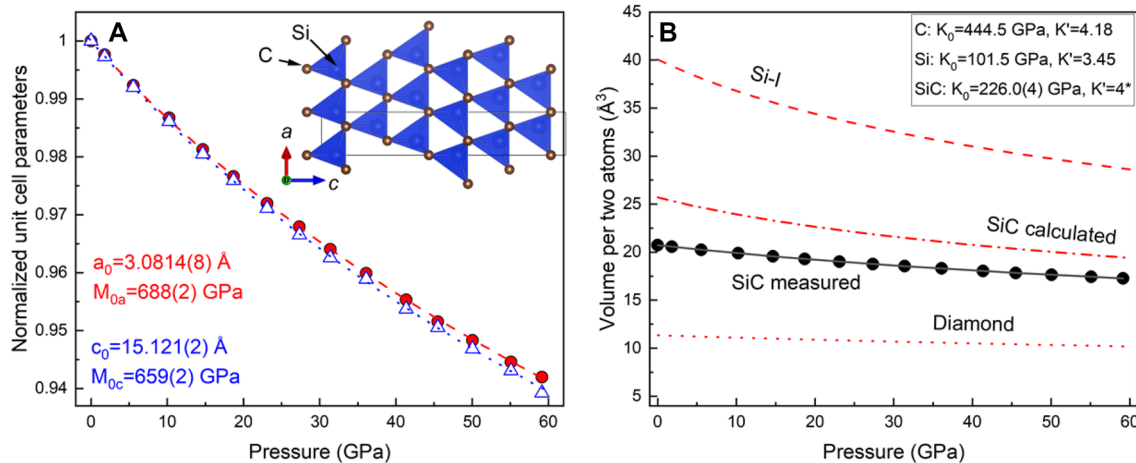 A
Normalized unit cell parameters
1
0.99
0.98
0.97
0.96
0.95
0.94
Si
C
a
c
b
a₀=3.0814(8) Å
M₀ₐ=688(2) GPa
c₀=15.121(2) Å
M₀c=659(2) GPa
0 10 20 30 40 50 60
Pressure (GPa)
B
Volume per two atoms (Å³)
45
40
35
30
25
20
15
10
5
C: K₀=444.5 GPa, K'=4.18
Si: K₀=101.5 GPa, K'=3.45
SiC: K₀=226.0(4) GPa, K'=4*
Si-I
SiC calculated
SiC measured
Diamond
0 10 20 30 40 50 60
Pressure (GPa)